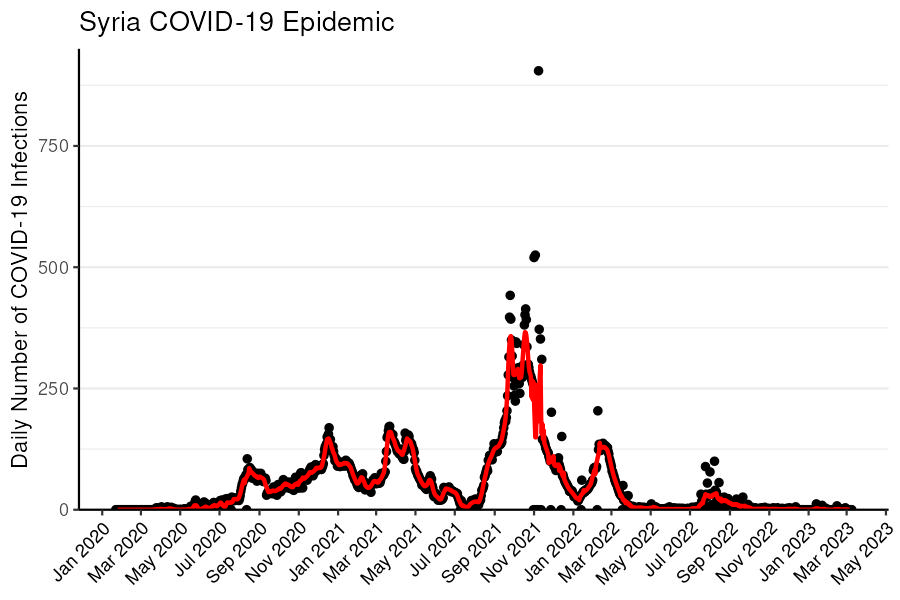 Syria COVID-19 Epidemic
Daily Number of COVID-19 Infections
750
500
250
0
Jan 2020
Mar 2020
May 2020
Jul 2020
Sep 2020
Nov 2020
Jan 2021
Mar 2021
May 2021
Jul 2021
Sep 2021
Nov 2021
Jan 2022
Mar 2022
May 2022
Jul 2022
Sep 2022
Nov 2022
Jan 2023
Mar 2023
May 2023